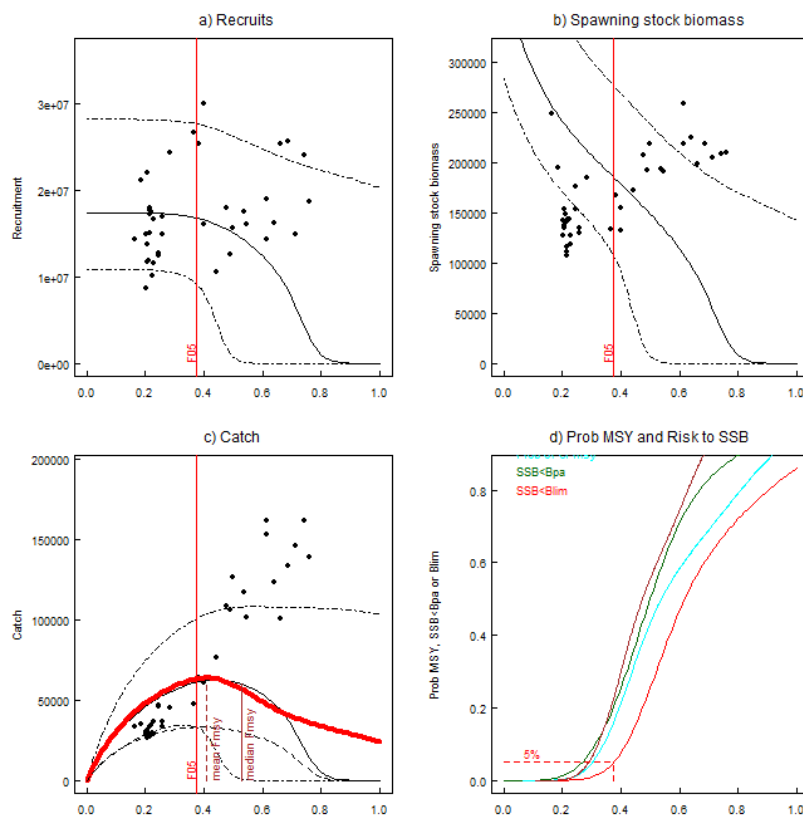 a) Recruits
Recruitment
3e+07
2e+07
1e+07
0e+00
F05
0.0 0.2 0.4 0.6 0.8 1.0
b) Spawning stock biomass
Spawning stock biomass
300000
250000
200000
150000
100000
50000
0
F05
0.0 0.2 0.4 0.6 0.8 1.0
c) Catch
Catch
200000
150000
100000
50000
0
F05
mean Fmsy
median Fmsy
0.0 0.2 0.4 0.6 0.8 1.0
d) Prob MSY and Risk to SSB
Prob MSY, SSB<Bpa or Blim
SSB<Bpa
SSB<Blim
0.8
0.6
0.4
0.2
0.0
5%
0.0 0.2 0.4 0.6 0.8 1.0